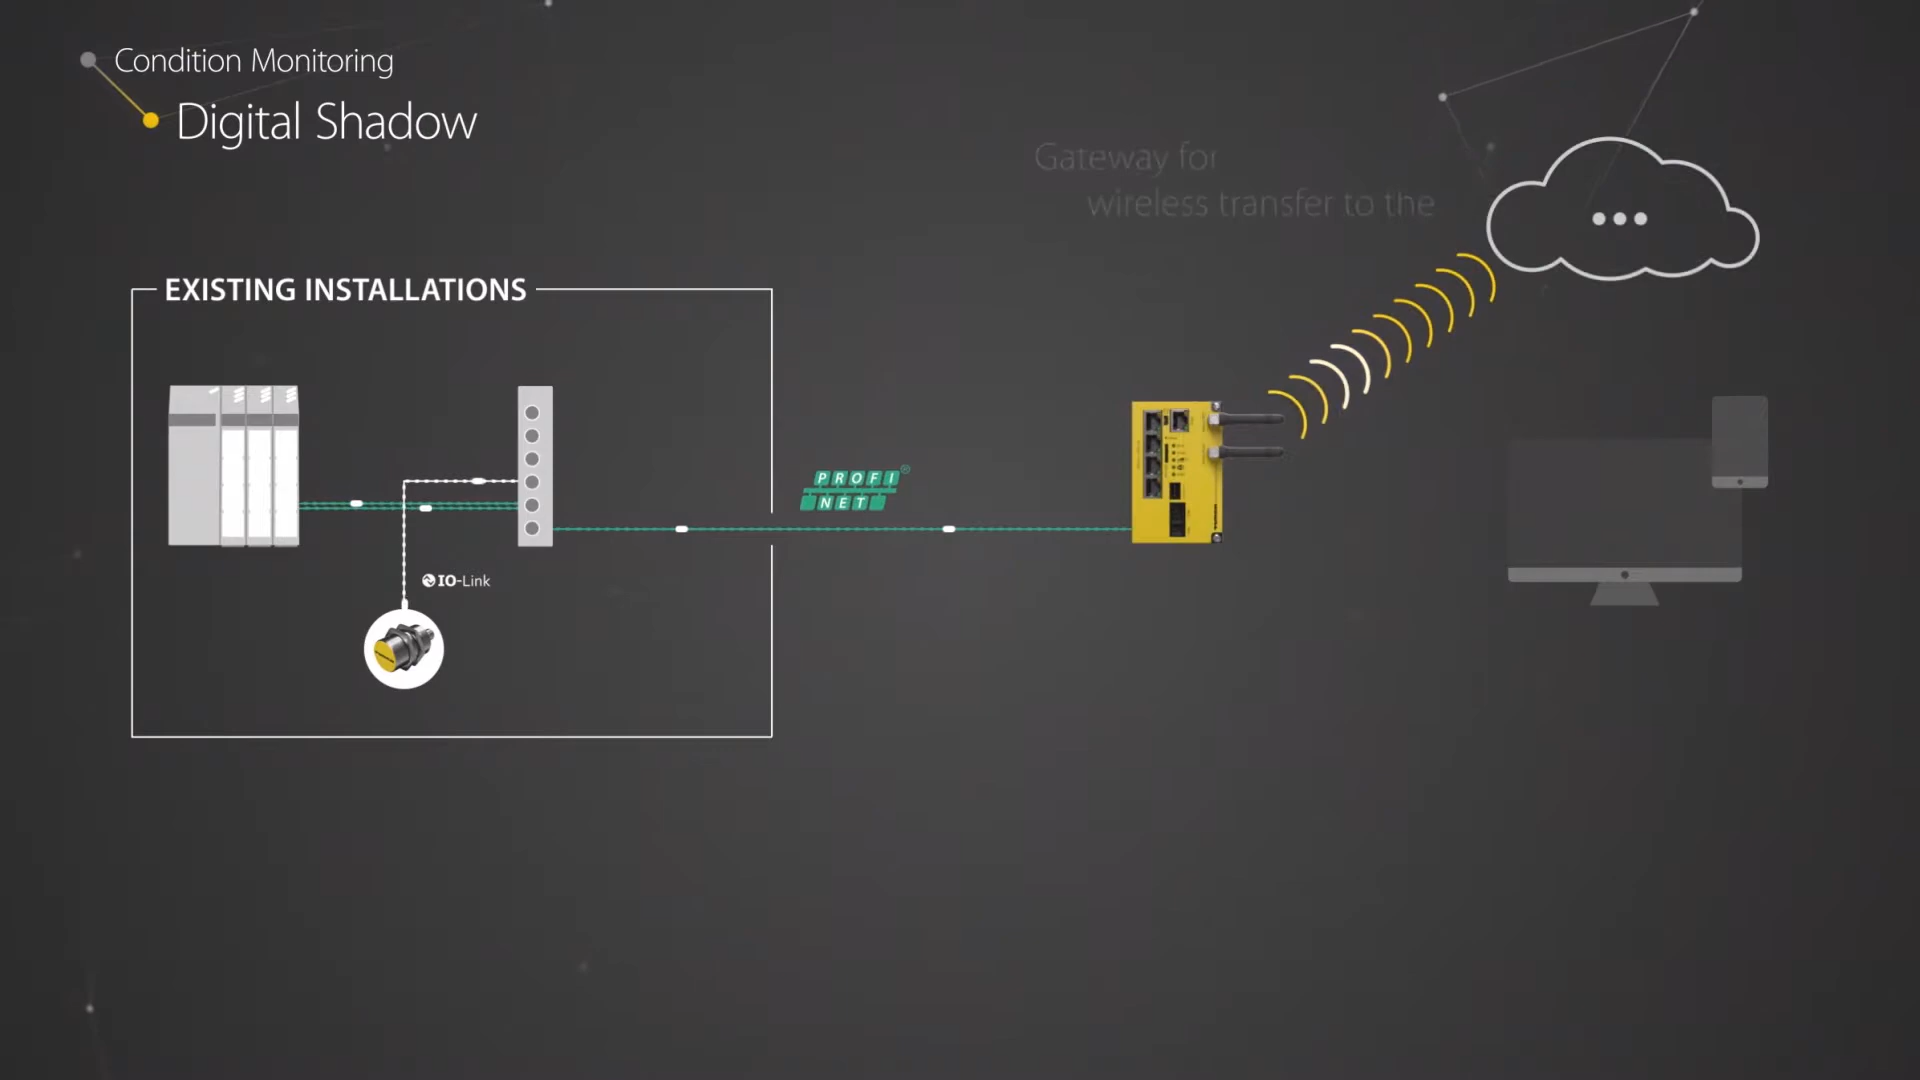 Condition Monitoring
Digital Shadow
Gateway for
wireless transfer to the
EXISTING INSTALLATIONS
PROFI®
NET
IO-Link